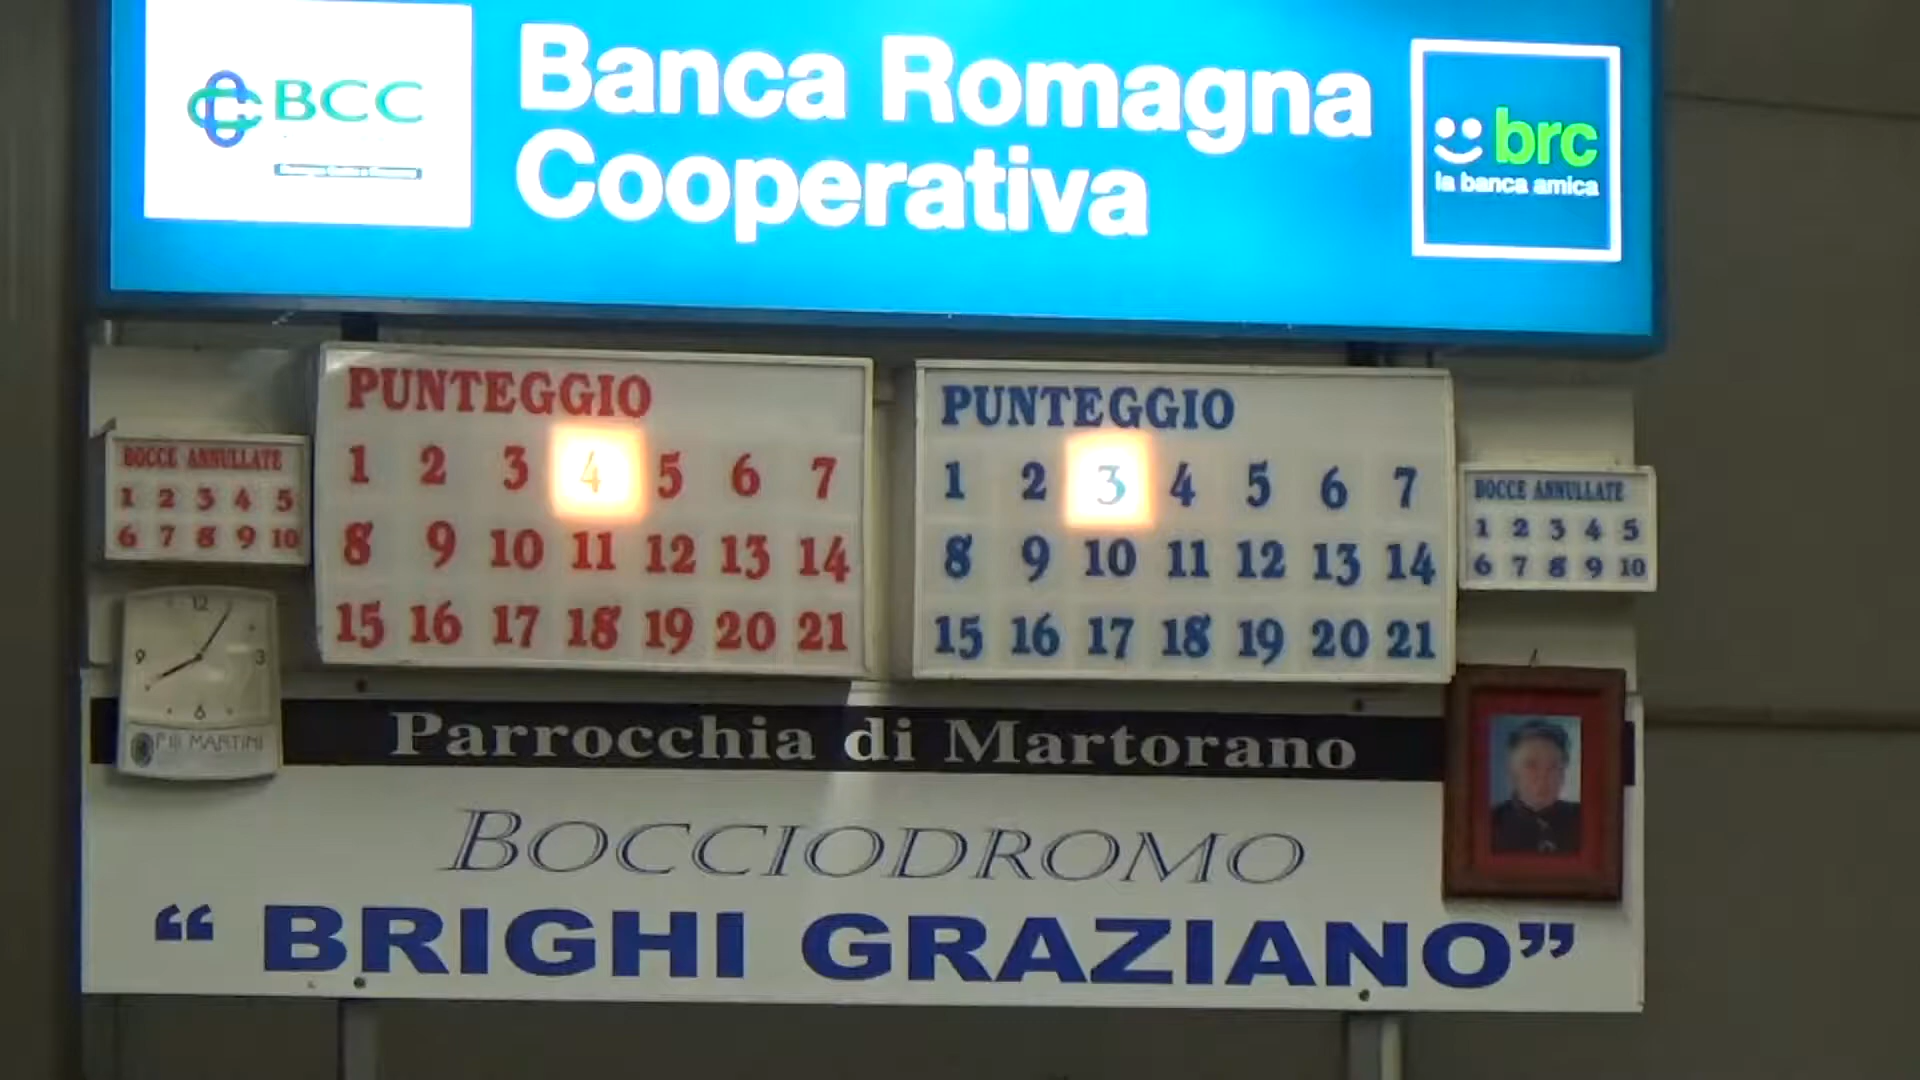 BCC
Banca Romagna
Cooperativa
brc
la banca amica
PUNTEGGIO
1 2 3 4 5 6 7
8 9 10 11 12 13 14
15 16 17 18 19 20 21
PUNTEGGIO
1 2 3 4 5 6 7
8 9 10 11 12 13 14
15 16 17 18 19 20 21
BOCCE ANNULLATE
1 2 3 4 5
6 7 8 9 10
BOCCE ANNULLATE
1 2 3 4 5
6 7 8 9 10
12
9 3
6
MARTINI
Parrocchia di Martorano
BOCCIODROMO
“ BRIGHI GRAZIANO”